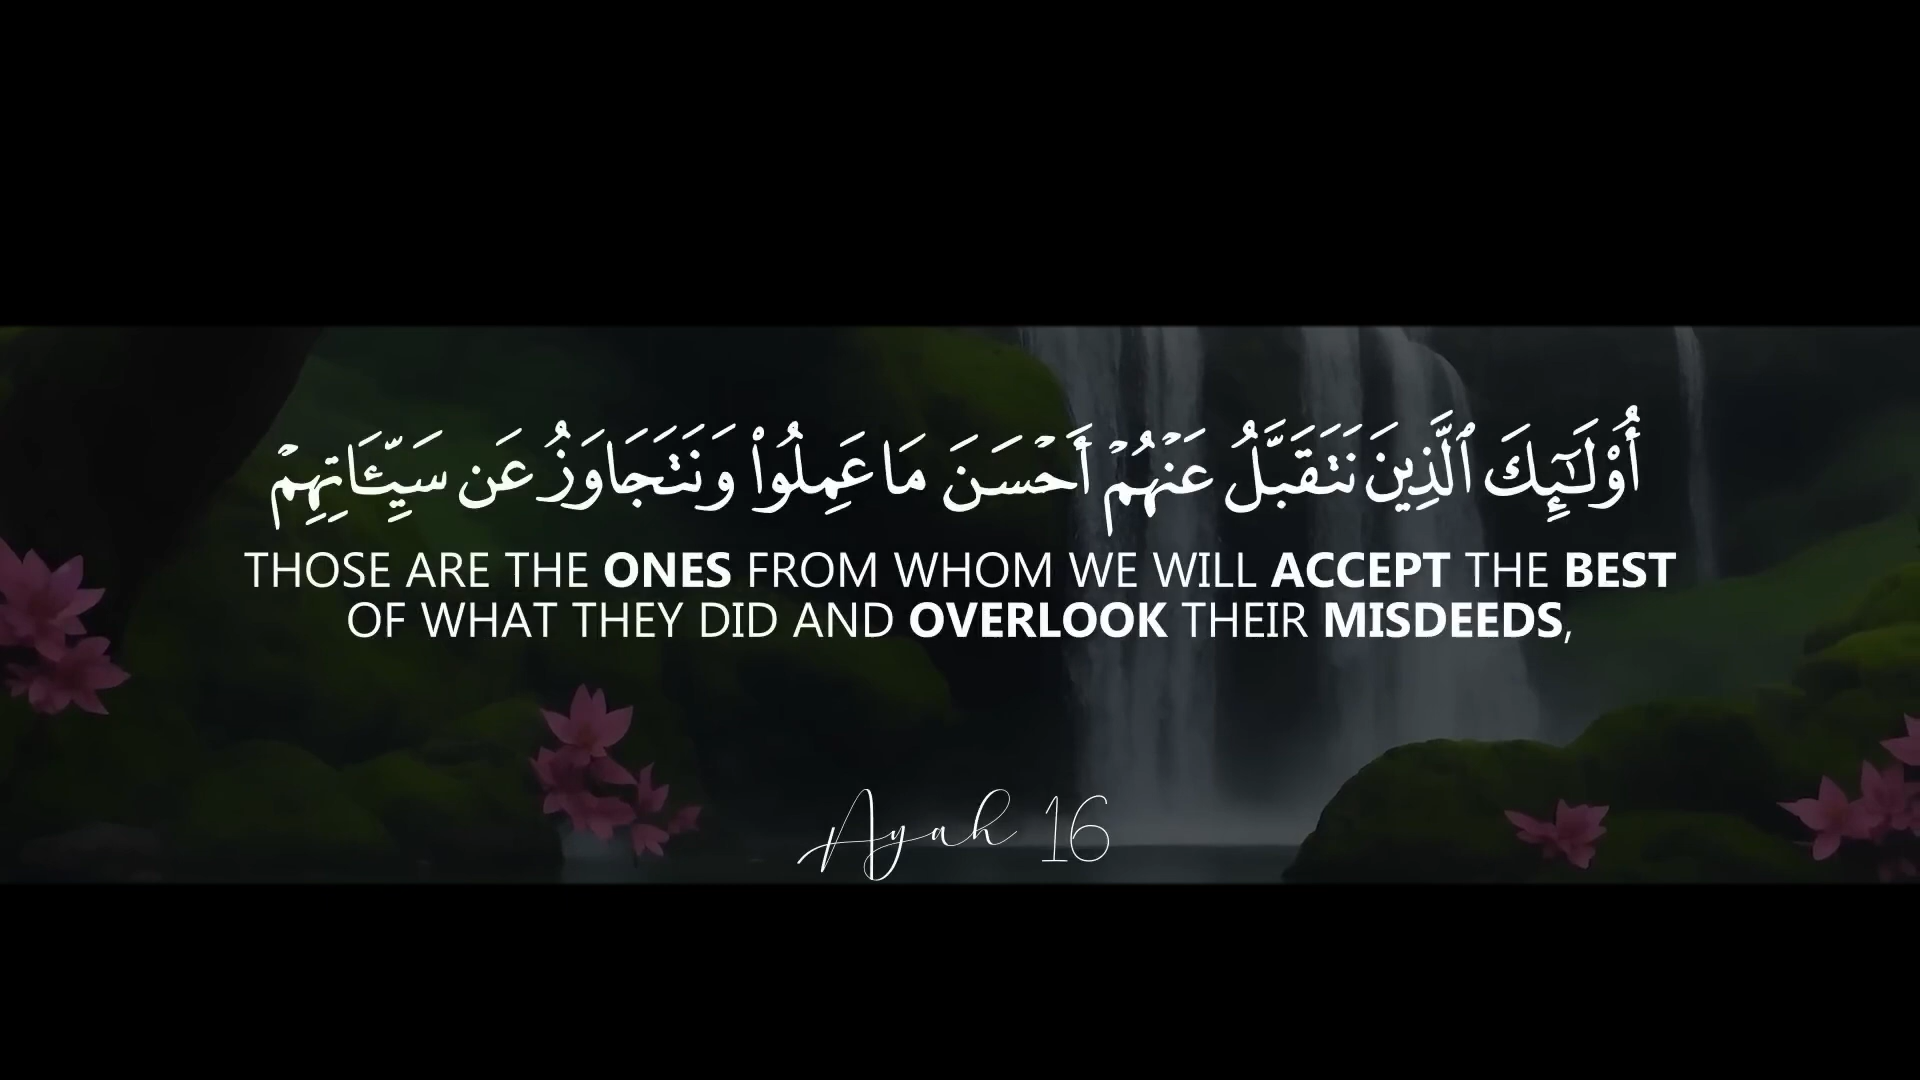 أُوْلَـٰٓئِكَ ٱلَّذِينَ نَتَقَبَّلُ عَنْهُمْ أَحْسَنَ مَا عَمِلُوا۟ وَنَتَجَاوَزُ عَن سَيِّـَٔاتِهِمْ
THOSE ARE THE ONES FROM WHOM WE WILL ACCEPT THE BEST
OF WHAT THEY DID AND OVERLOOK THEIR MISDEEDS,
Ayah 16